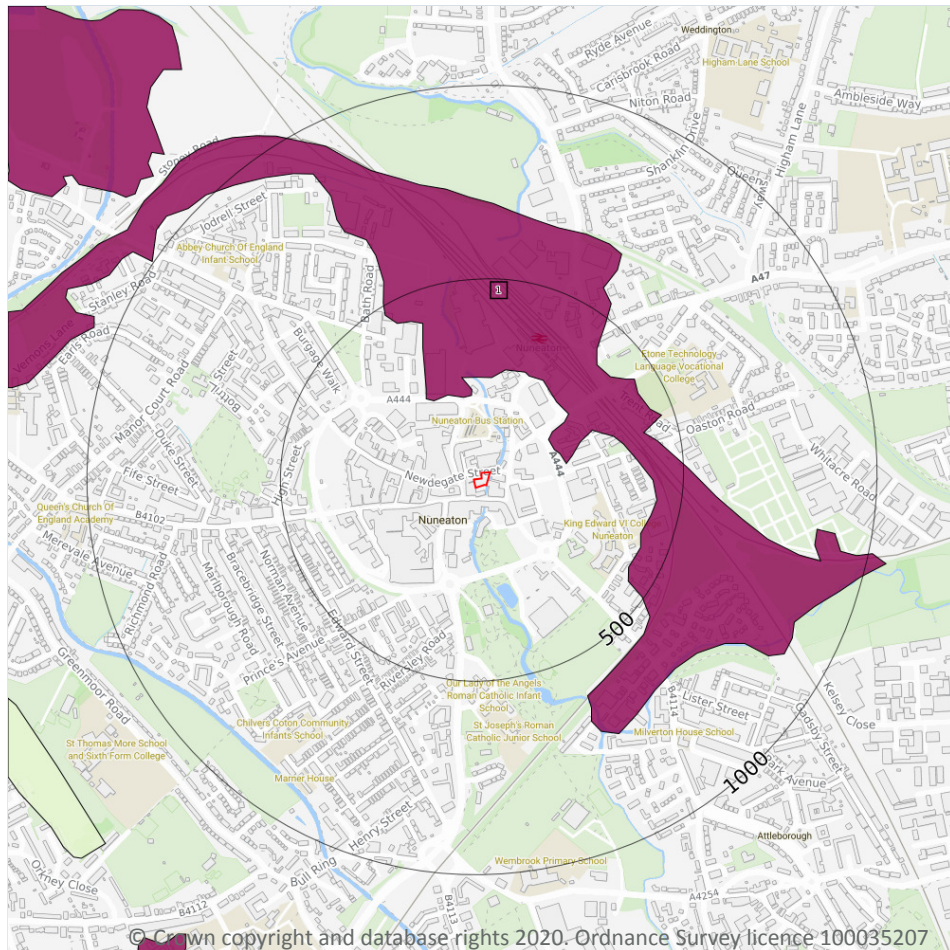 Weddington
Ryde Avenue
Carisbrook Road
Higham Lane School
Niton Road
Ambleside Way
Higham Lane
Shanklin Drive
Queensway
Stoney Road
Jodrell Street
Abbey Church Of England
Infant School
Stanley Road
A47
Vernons Lane
Earls Road
Bath Road
1
Nuneaton
Burgage Walk
Etone Technology
Language Vocational
College
Manor Court Road
Bottrill Street
A444
Trent Road
Oaston Road
Nuneaton Bus Station
Duke Street
Fife Street
High Street
Newdegate Street
A444
Whitacre Road
Queen's Church Of
England Academy
B4102
Nuneaton
King Edward VI College
Nuneaton
Merevale Avenue
Richmond Road
Bracebridge Street
Marlborough Road
Norman Avenue
Edward Street
Prince's Avenue
Riversley Road
500
Greenmoor Road
Our Lady of the Angels
Roman Catholic Infant
School
B4114
Lister Street
Kelsey Close
Gadsby Street
St Thomas More School
and Sixth Form College
Chilvers Coton Community
Infants School
St Joseph's Roman
Catholic Junior School
Milverton House School
Marner House
1000
Park Avenue
Henry Street
Attleborough
Orkney Close
Bull Ring
Wembrook Primary School
B4112
B4113
A4254
© Crown copyright and database rights 2020. Ordnance Survey licence 100035207